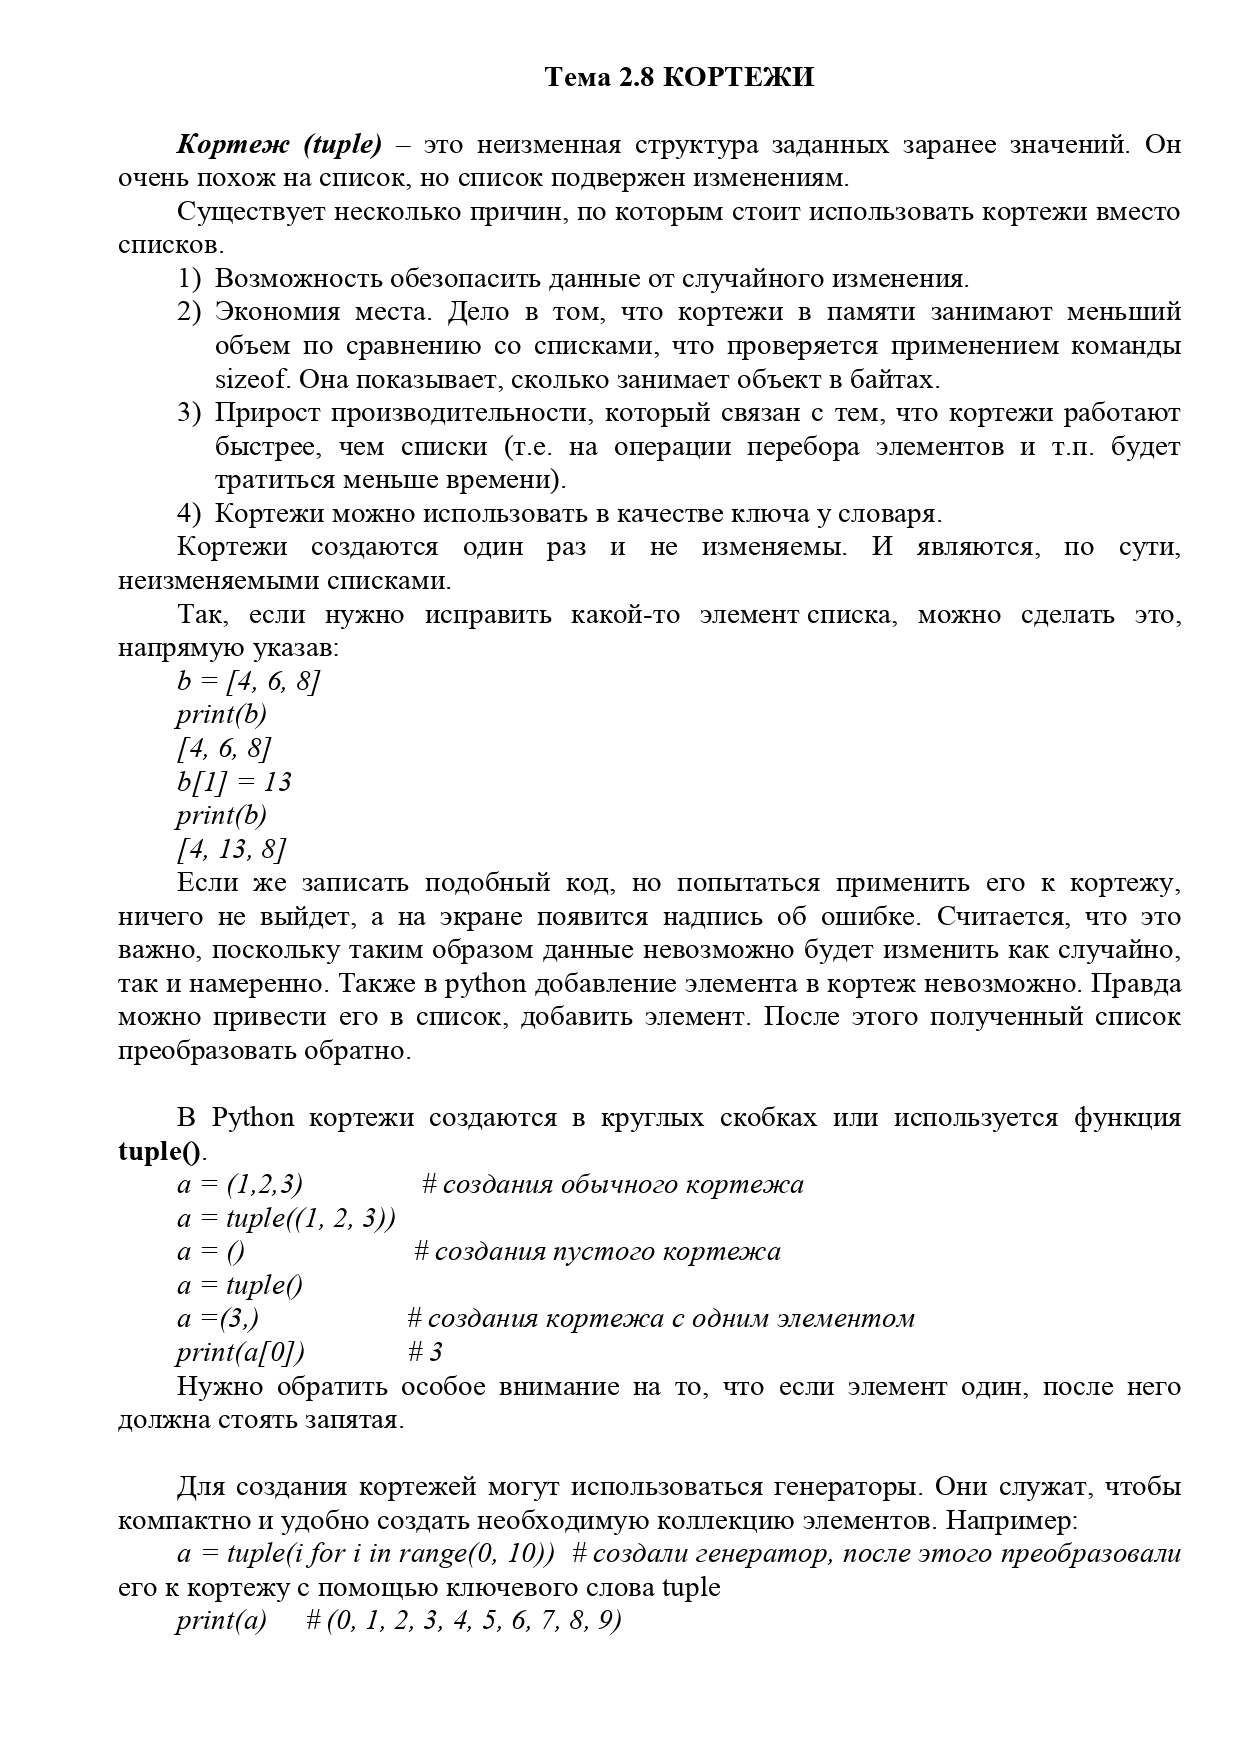 Тема 2.8 КОРТЕЖИ
Кортеж (tuple) – это неизменная структура заданных заранее значений. Он
очень похож на список, но список подвержен изменениям.
Существует несколько причин, по которым стоит использовать кортежи вместо
списков.
1) Возможность обезопасить данные от случайного изменения.
2) Экономия места. Дело в том, что кортежи в памяти занимают меньший
объем по сравнению со списками, что проверяется применением команды
sizeof. Она показывает, сколько занимает объект в байтах.
3) Прирост производительности, который связан с тем, что кортежи работают
быстрее, чем списки (т.е. на операции перебора элементов и т.п. будет
тратиться меньше времени).
4) Кортежи можно использовать в качестве ключа у словаря.
Кортежи создаются один раз и не изменяемы. И являются, по сути,
неизменяемыми списками.
Так, если нужно исправить какой-то элемент списка, можно сделать это,
напрямую указав:
b = [4, 6, 8]
print(b)
[4, 6, 8]
b[1] = 13
print(b)
[4, 13, 8]
Если же записать подобный код, но попытаться применить его к кортежу,
ничего не выйдет, а на экране появится надпись об ошибке. Считается, что это
важно, поскольку таким образом данные невозможно будет изменить как случайно,
так и намеренно. Также в python добавление элемента в кортеж невозможно. Правда
можно привести его в список, добавить элемент. После этого полученный список
преобразовать обратно.
В Python кортежи создаются в круглых скобках или используется функция
tuple().
a = (1,2,3) # создания обычного кортежа
a = tuple((1, 2, 3))
a = () # создания пустого кортежа
a = tuple()
a =(3,) # создания кортежа с одним элементом
print(a[0]) # 3
Нужно обратить особое внимание на то, что если элемент один, после него
должна стоять запятая.
Для создания кортежей могут использоваться генераторы. Они служат, чтобы
компактно и удобно создать необходимую коллекцию элементов. Например:
a = tuple(i for i in range(0, 10)) # создали генератор, после этого преобразовали
его к кортежу с помощью ключевого слова tuple
print(a) # (0, 1, 2, 3, 4, 5, 6, 7, 8, 9)